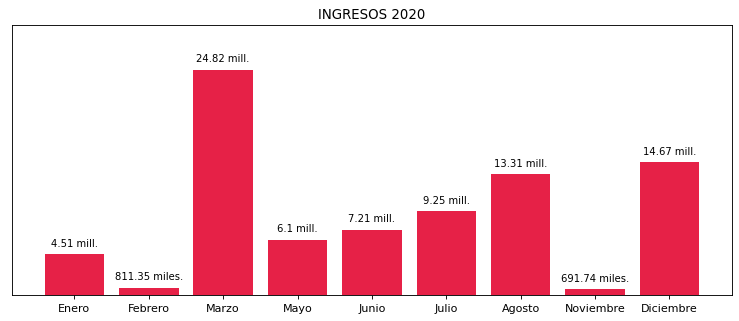 INGRESOS 2020
4.51 mill.
811.35 miles.
24.82 mill.
6.1 mill.
7.21 mill.
9.25 mill.
13.31 mill.
691.74 miles.
14.67 mill.
Enero Febrero Marzo Mayo Junio Julio Agosto Noviembre Diciembre